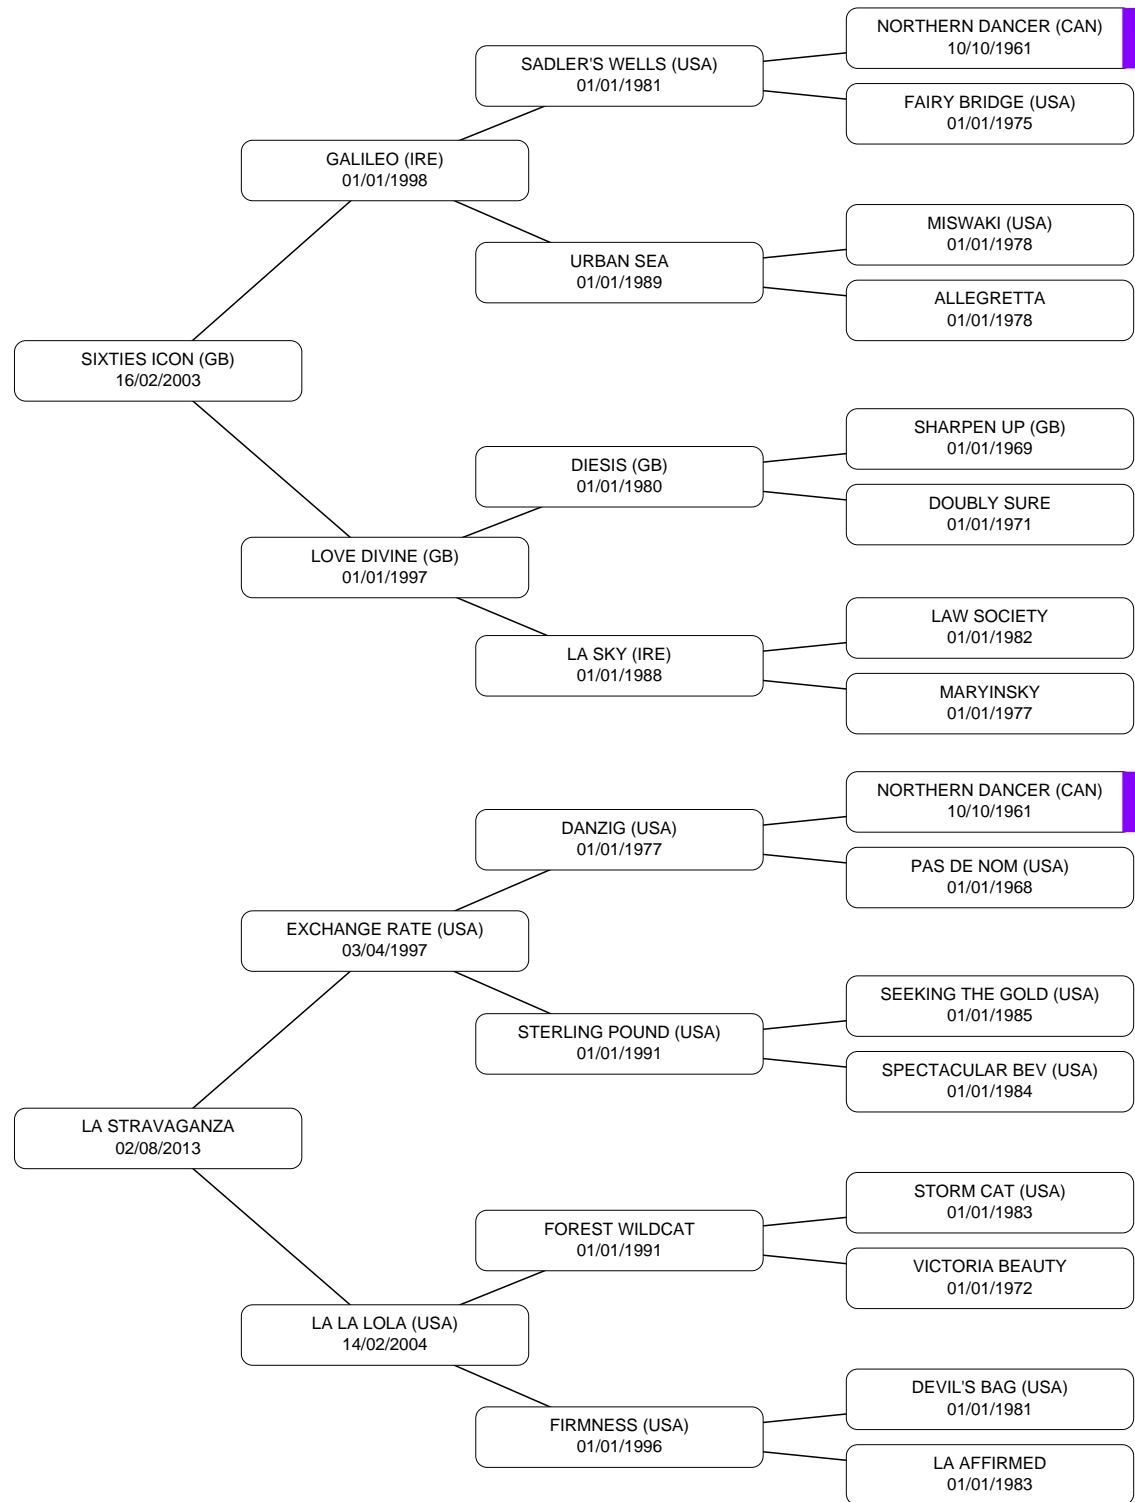 NORTHERN DANCER (CAN)
10/10/1961
SADLER'S WELLS (USA)
01/01/1981
FAIRY BRIDGE (USA)
01/01/1975
GALILEO (IRE)
01/01/1998
MISWAKI (USA)
01/01/1978
URBAN SEA
01/01/1989
ALLEGRETTA
01/01/1978
SIXTIES ICON (GB)
16/02/2003
SHARPEN UP (GB)
01/01/1969
DIESIS (GB)
01/01/1980
DOUBLY SURE
01/01/1971
LOVE DIVINE (GB)
01/01/1997
LAW SOCIETY
01/01/1982
LA SKY (IRE)
01/01/1988
MARYINSKY
01/01/1977
NORTHERN DANCER (CAN)
10/10/1961
DANZIG (USA)
01/01/1977
PAS DE NOM (USA)
01/01/1968
EXCHANGE RATE (USA)
03/04/1997
SEEKING THE GOLD (USA)
01/01/1985
STERLING POUND (USA)
01/01/1991
SPECTACULAR BEV (USA)
01/01/1984
LA STRAVAGANZA
02/08/2013
STORM CAT (USA)
01/01/1983
FOREST WILDCAT
01/01/1991
VICTORIA BEAUTY
01/01/1972
LA LA LOLA (USA)
14/02/2004
DEVIL'S BAG (USA)
01/01/1981
FIRMNESS (USA)
01/01/1996
LA AFFIRMED
01/01/1983